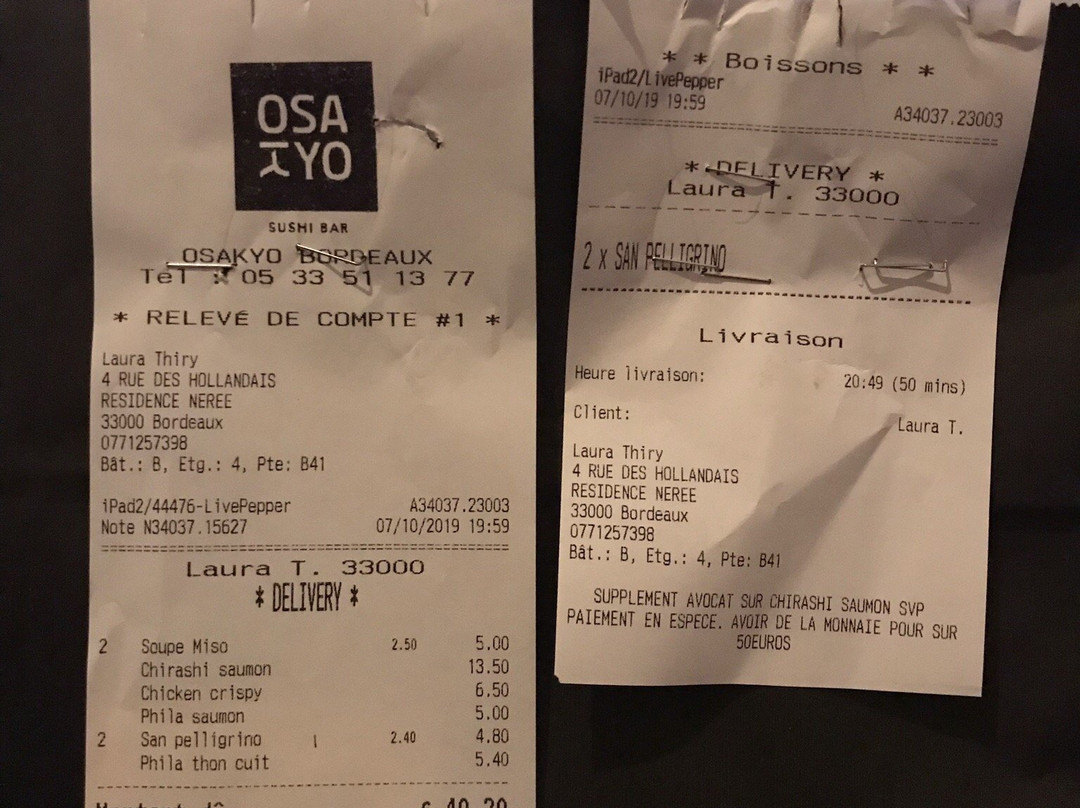 OSA
KYO
SUSHI BAR
OSAKYO BORDEAUX
Tél : 05 33 51 13 77
* RELEVÉ DE COMPTE #1 *
Laura Thiry
4 RUE DES HOLLANDAIS
RESIDENCE NEREE
33000 Bordeaux
0771257398
Bât.: B, Etg.: 4, Pte: B41
iPad2/44476-LivePepper A34037.23003
Note N34037.15627 07/10/2019 19:59
Laura T. 33000
* DELIVERY *
2 Soupe Miso 2.50 5.00
Chirashi saumon 13.50
Chicken crispy 6.50
Phila saumon 5.00
2 San pelligrino 2.40 4.80
Phila thon cuit 5.40
* * Boissons * *
iPad2/LivePepper
07/10/19 19:59 A34037.23003
* DELIVERY *
Laura T. 33000
2 x SAN PELLIGRINO
Livraison
Heure livraison: 20:49 (50 mins)
Client: Laura T.
Laura Thiry
4 RUE DES HOLLANDAIS
RESIDENCE NEREE
33000 Bordeaux
0771257398
Bât.: B, Etg.: 4, Pte: B41
SUPPLEMENT AVOCAT SUR CHIRASHI SAUMON SVP
PAIEMENT EN ESPECE. AVOIR DE LA MONNAIE POUR SUR
50EUROS